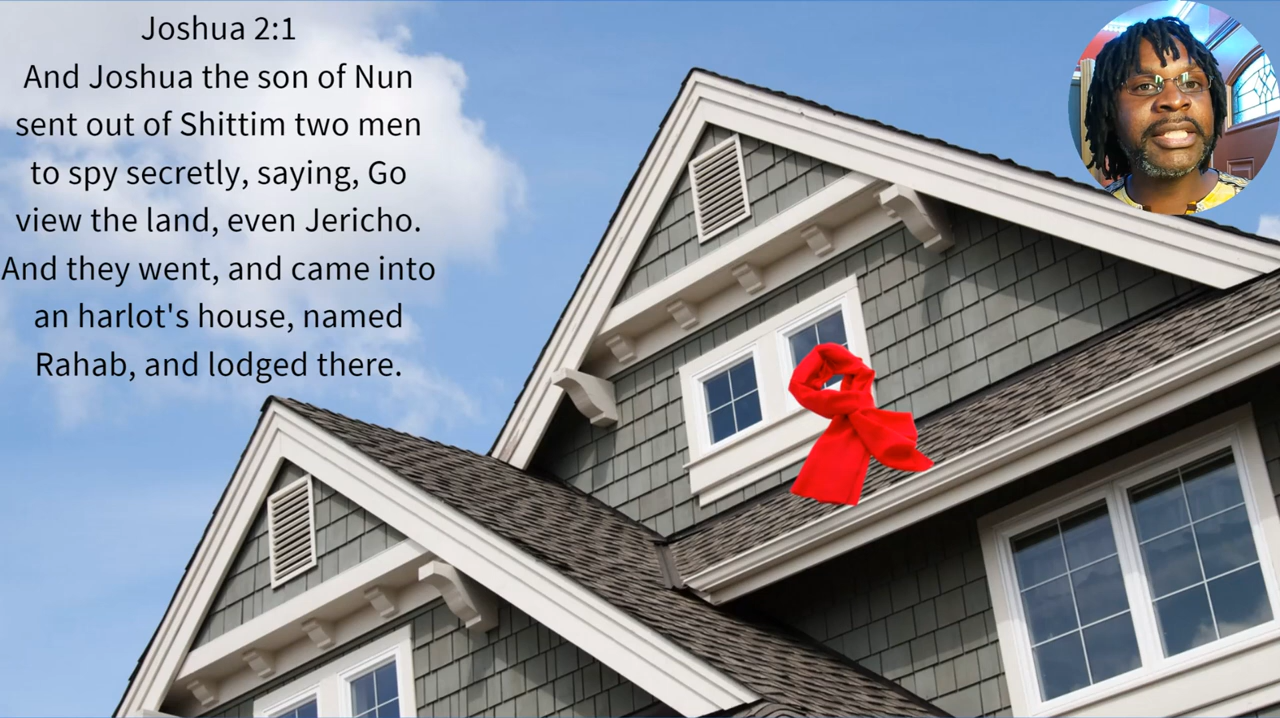 Joshua 2:1
And Joshua the son of Nun
sent out of Shittim two men
to spy secretly, saying, Go
view the land, even Jericho.
And they went, and came into
an harlot's house, named
Rahab, and lodged there.